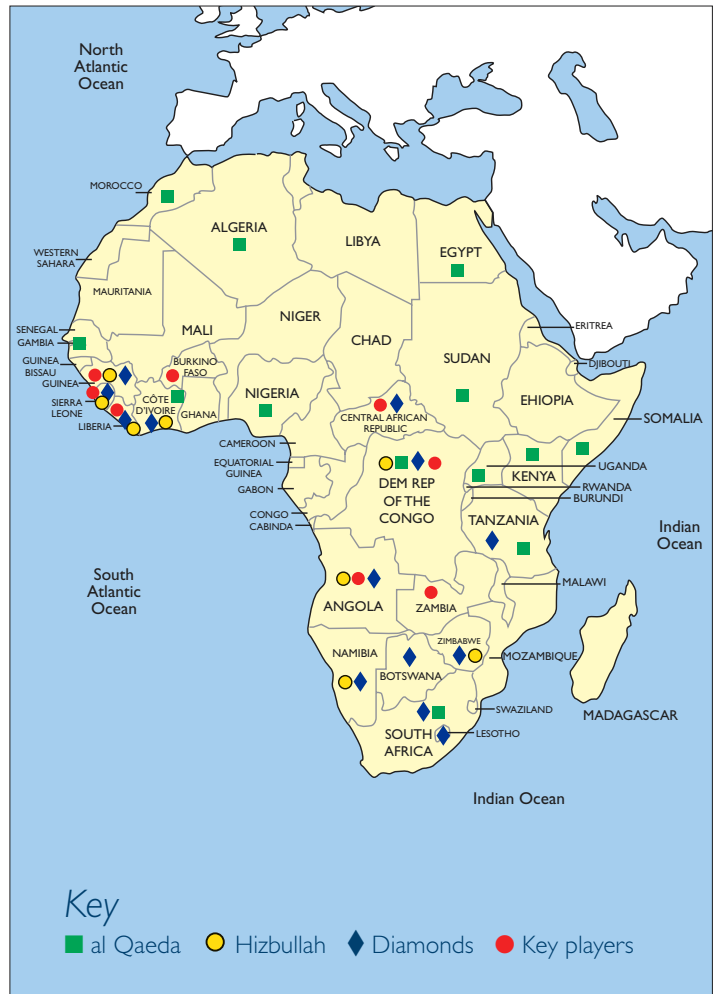 North
Atlantic
Ocean
MOROCCO
ALGERIA
LIBYA
EGYPT
WESTERN
SAHARA
MAURITANIA
MALI
NIGER
CHAD
SUDAN
ERITREA
DJIBOUTI
SENEGAL
GAMBIA
GUINEA
BISSAU
GUINEA
SIERRA
LEONE
LIBERIA
CÔTE
D'IVOIRE
BURKINO
FASO
GHANA
NIGERIA
CENTRAL AFRICAN
REPUBLIC
EHIOPIA
SOMALIA
CAMEROON
EQUATORIAL
GUINEA
GABON
CONGO
CABINDA
DEM REP
OF THE
CONGO
KENYA
UGANDA
RWANDA
BURUNDI
TANZANIA
Indian
Ocean
South
Atlantic
Ocean
ANGOLA
ZAMBIA
MALAWI
NAMIBIA
BOTSWANA
ZIMBABWE
MOZAMBIQUE
SWAZILAND
MADAGASCAR
SOUTH
AFRICA
LESOTHO
Indian Ocean
Key
al Qaeda
Hizbullah
Diamonds
Key players